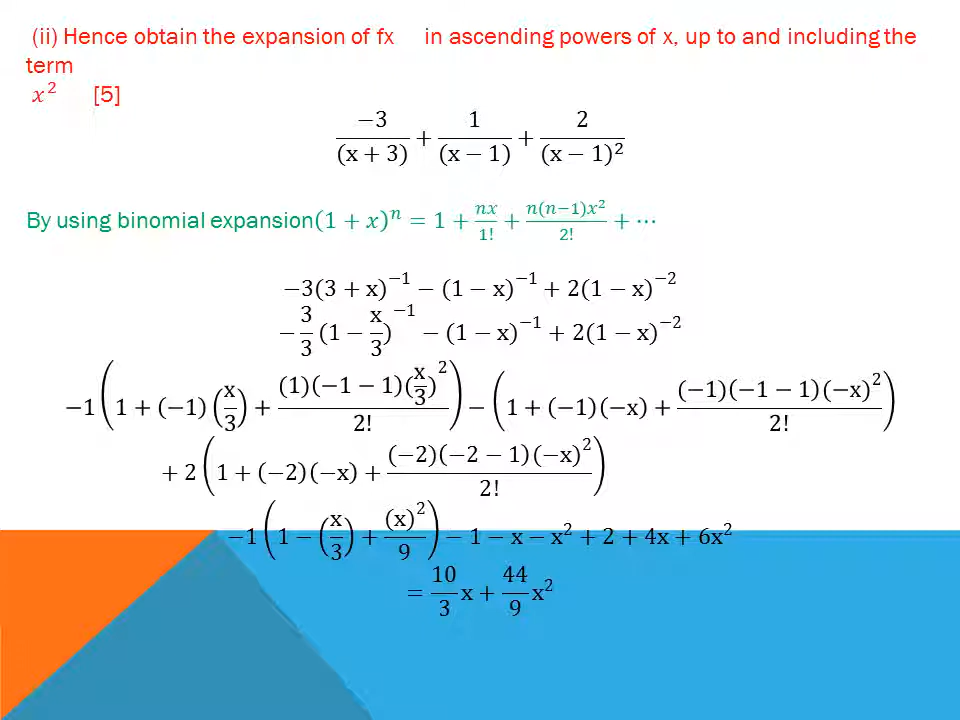 (ii) Hence obtain the expansion of fx in ascending powers of x, up to and including the
term
x² [5]
−3/(x + 3) + 1/(x − 1) + 2/(x − 1)²
By using binomial expansion(1 + x)ⁿ = 1 + nx/1! + n(n−1)x²/2! + ⋯
−3(3 + x)⁻¹ − (1 − x)⁻¹ + 2(1 − x)⁻²
−3/3 (1 − x/3)⁻¹ − (1 − x)⁻¹ + 2(1 − x)⁻²
−1(1 + (−1)(x/3) + (1)(−1 − 1)(x/3)²/2!) − (1 + (−1)(−x) + (−1)(−1 − 1)(−x)²/2!)
+ 2(1 + (−2)(−x) + (−2)(−2 − 1)(−x)²/2!)
−1(1 − (x/3) + (x)²/9) − 1 − x − x² + 2 + 4x + 6x²
= 10/3 x + 44/9 x²